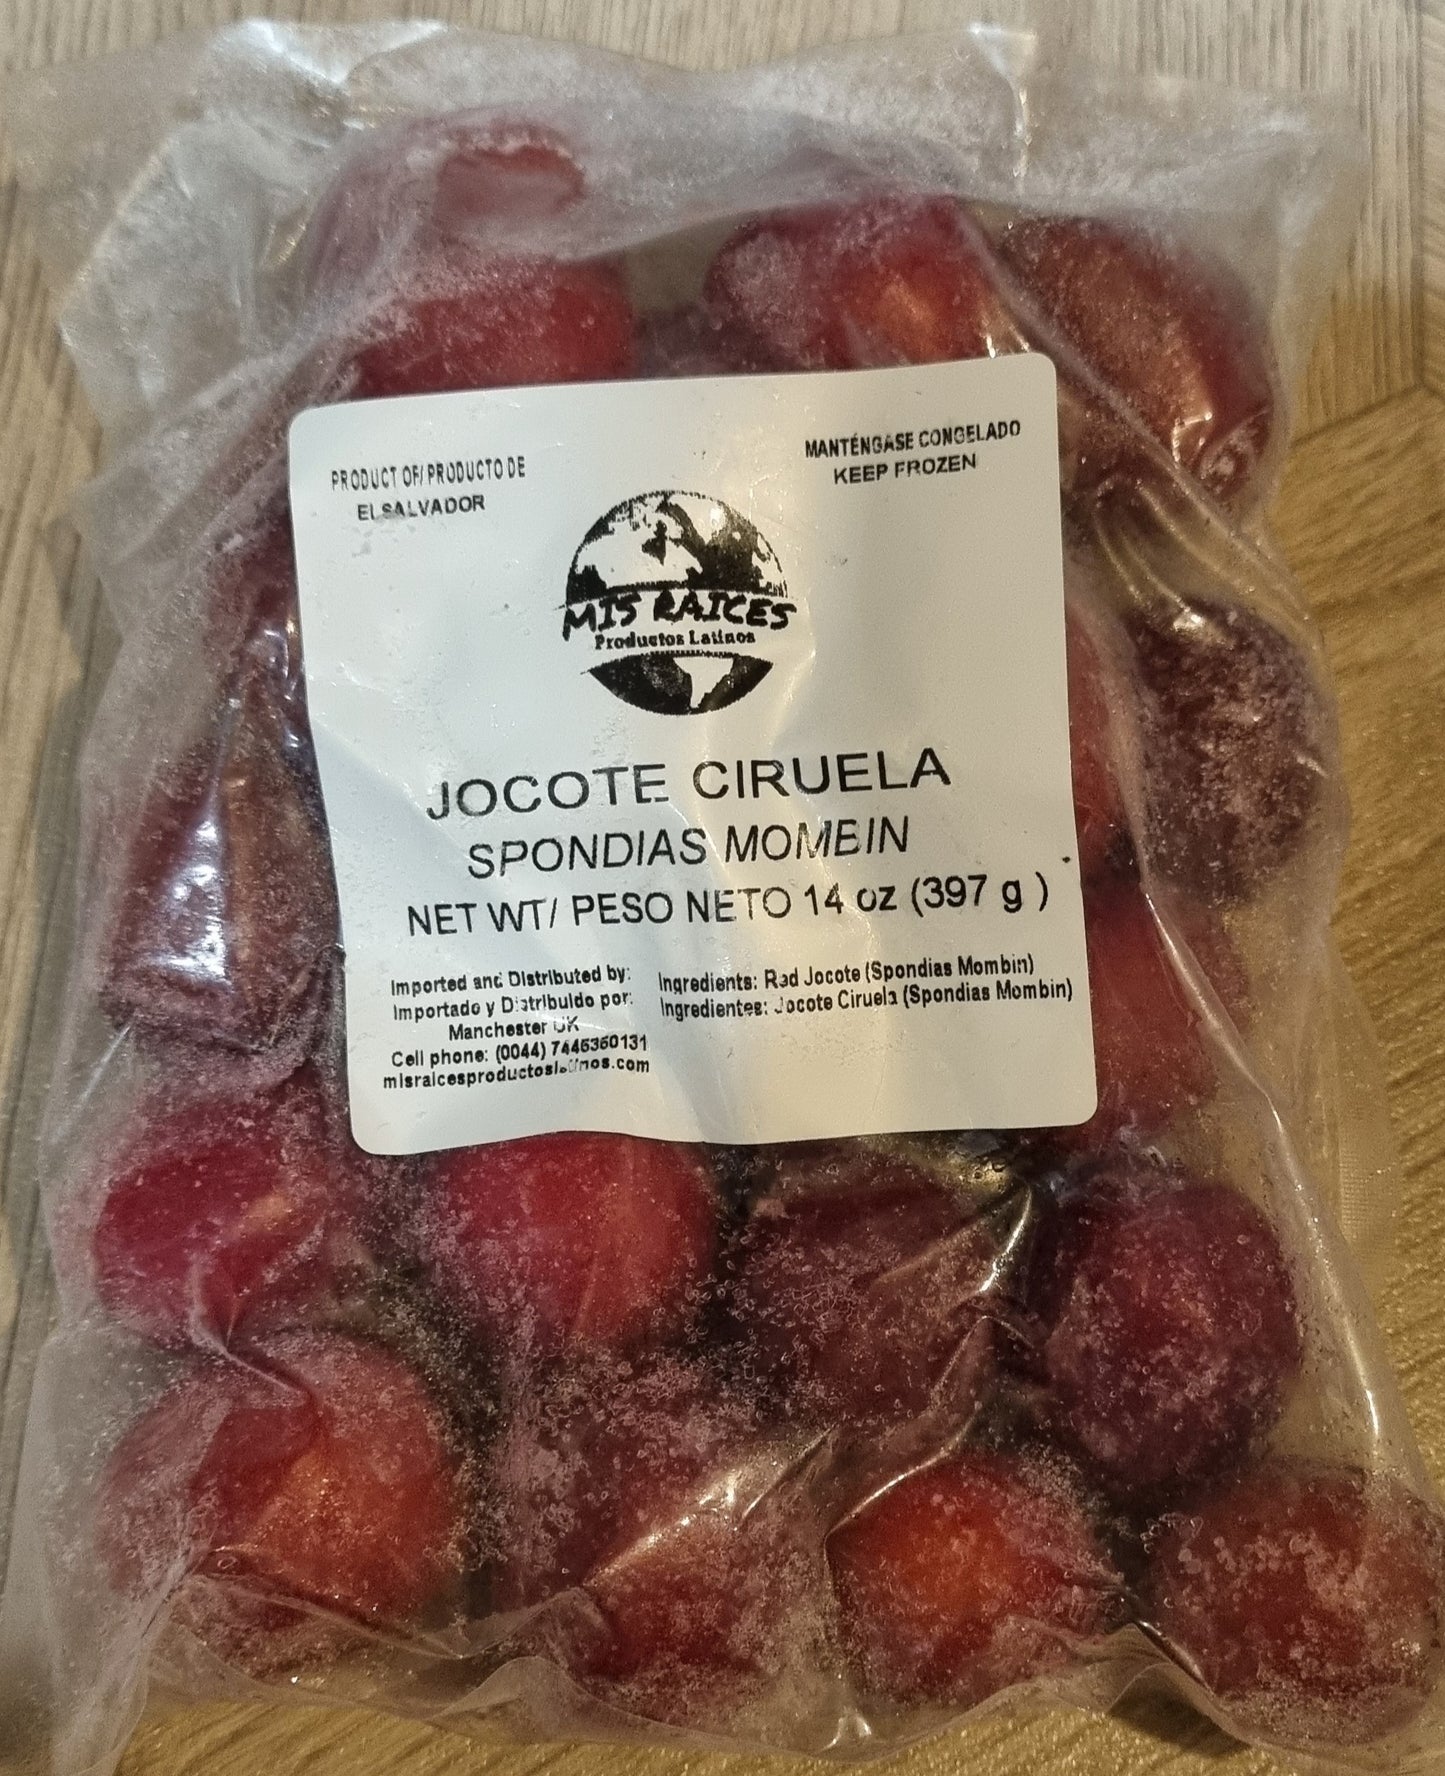 PRODUCT OF/ PRODUCTO DE
EL SALVADOR
MANTÉNGASE CONGELADO
KEEP FROZEN
MIS RAICES
Productos Latinos
JOCOTE CIRUELA
SPONDIAS MOMBIN
NET WT/ PESO NETO 14 oz (397 g )
Imported and Distributed by:
Importado y Distribuido por:
Manchester UK
Cell phone: (0044) 7446360131
misraicesproductoslatinos.com
Ingredients: Red Jocote (Spondias Mombin)
Ingredientes: Jocote Ciruela (Spondias Mombin)